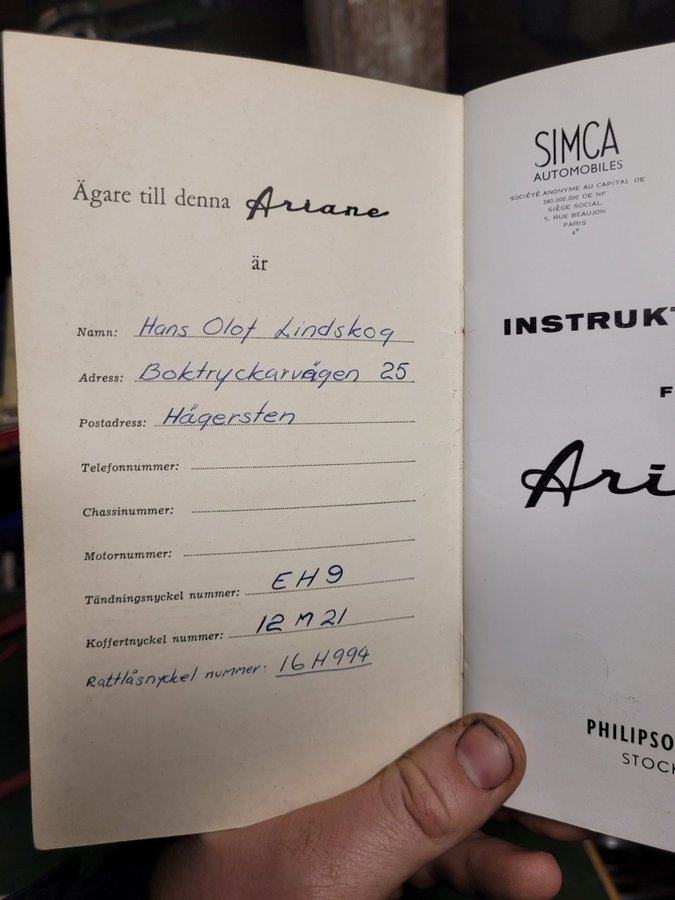 Ägare till denna Ariane
är
Namn: Hans Olof Lindskog
Adress: Boktryckarvägen 25
Postadress: Hägersten
Telefonnummer:
Chassinummer:
Motornummer:
Tändningsnyckel nummer: EH9
Koffertnyckel nummer: 12 M 21
Rattlåsnyckel nummer: 16 H 994
SIMCA
AUTOMOBILES
SOCIÉTÉ ANONYME AU CAPITAL DE
240.000.000 DE NF
SIÈGE SOCIAL
5, RUE BEAUJON
PARIS
INSTRUKT
F
Ari
PHILIPSO
STOCK